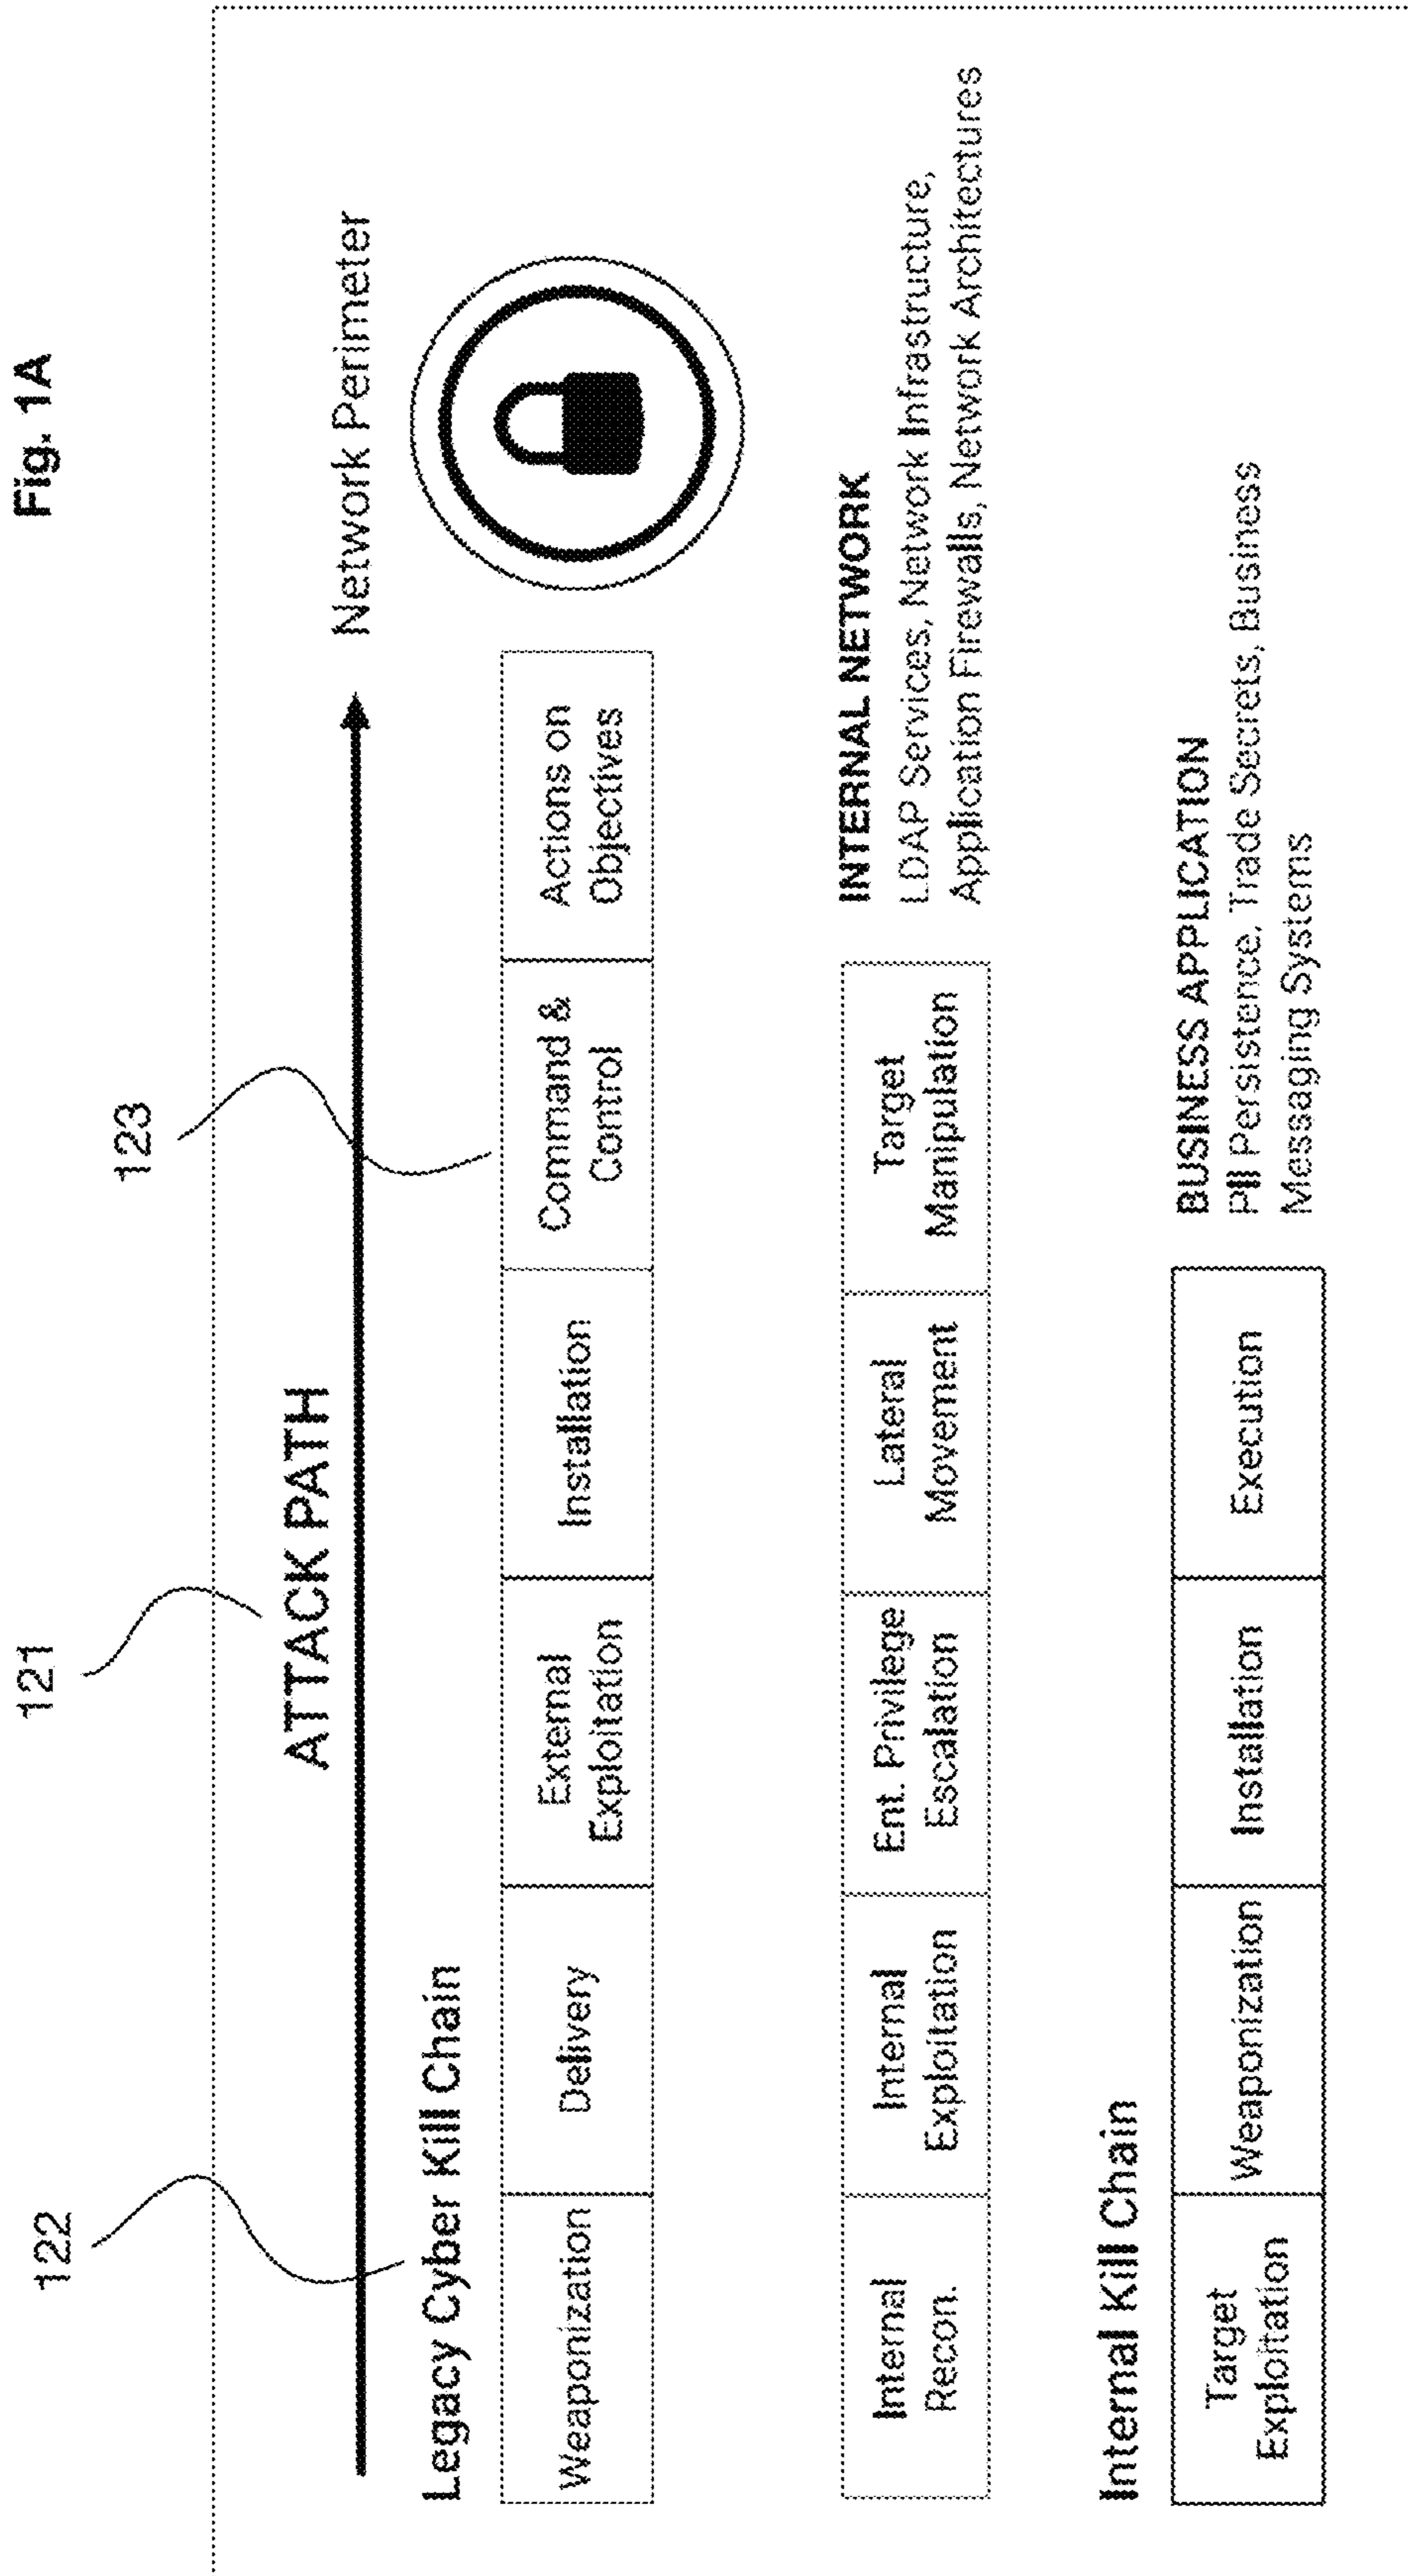 Fig. 1A
121
122
123
ATTACK PATH
Network Perimeter
Legacy Cyber Kill Chain
Weaponization
Delivery
External
Exploitation
Installation
Command &
Control
Actions on
Objectives
Internal
Recon.
Internal
Exploitation
Ent. Privilege
Escalation
Lateral
Movement
Target
Manipulation
INTERNAL NETWORK
LDAP Services, Network Infrastructure,
Application Firewalls, Network Architectures
Internal Kill Chain
Target
Exploitation
Weaponization
Installation
Execution
BUSINESS APPLICATION
PII Persistence, Trade Secrets, Business
Messaging Systems